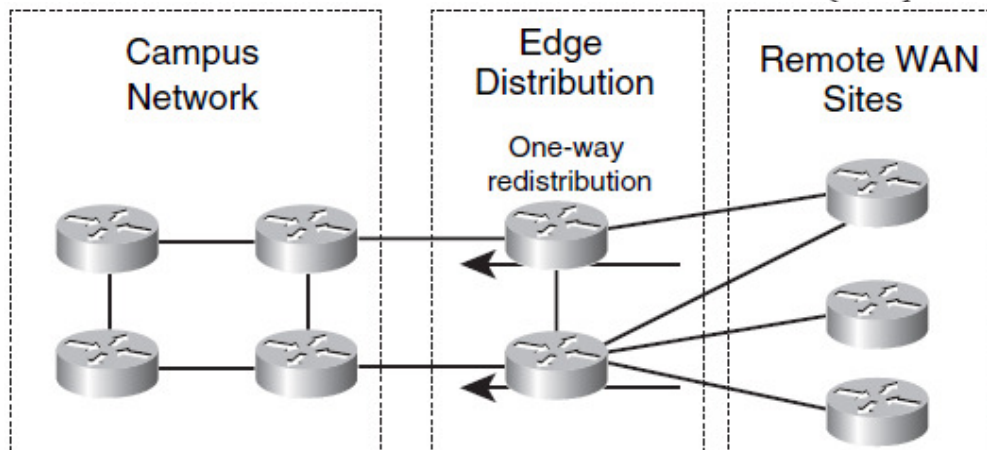 Campus
Network
Edge
Distribution
One-way
redistribution
Remote WAN
Sites